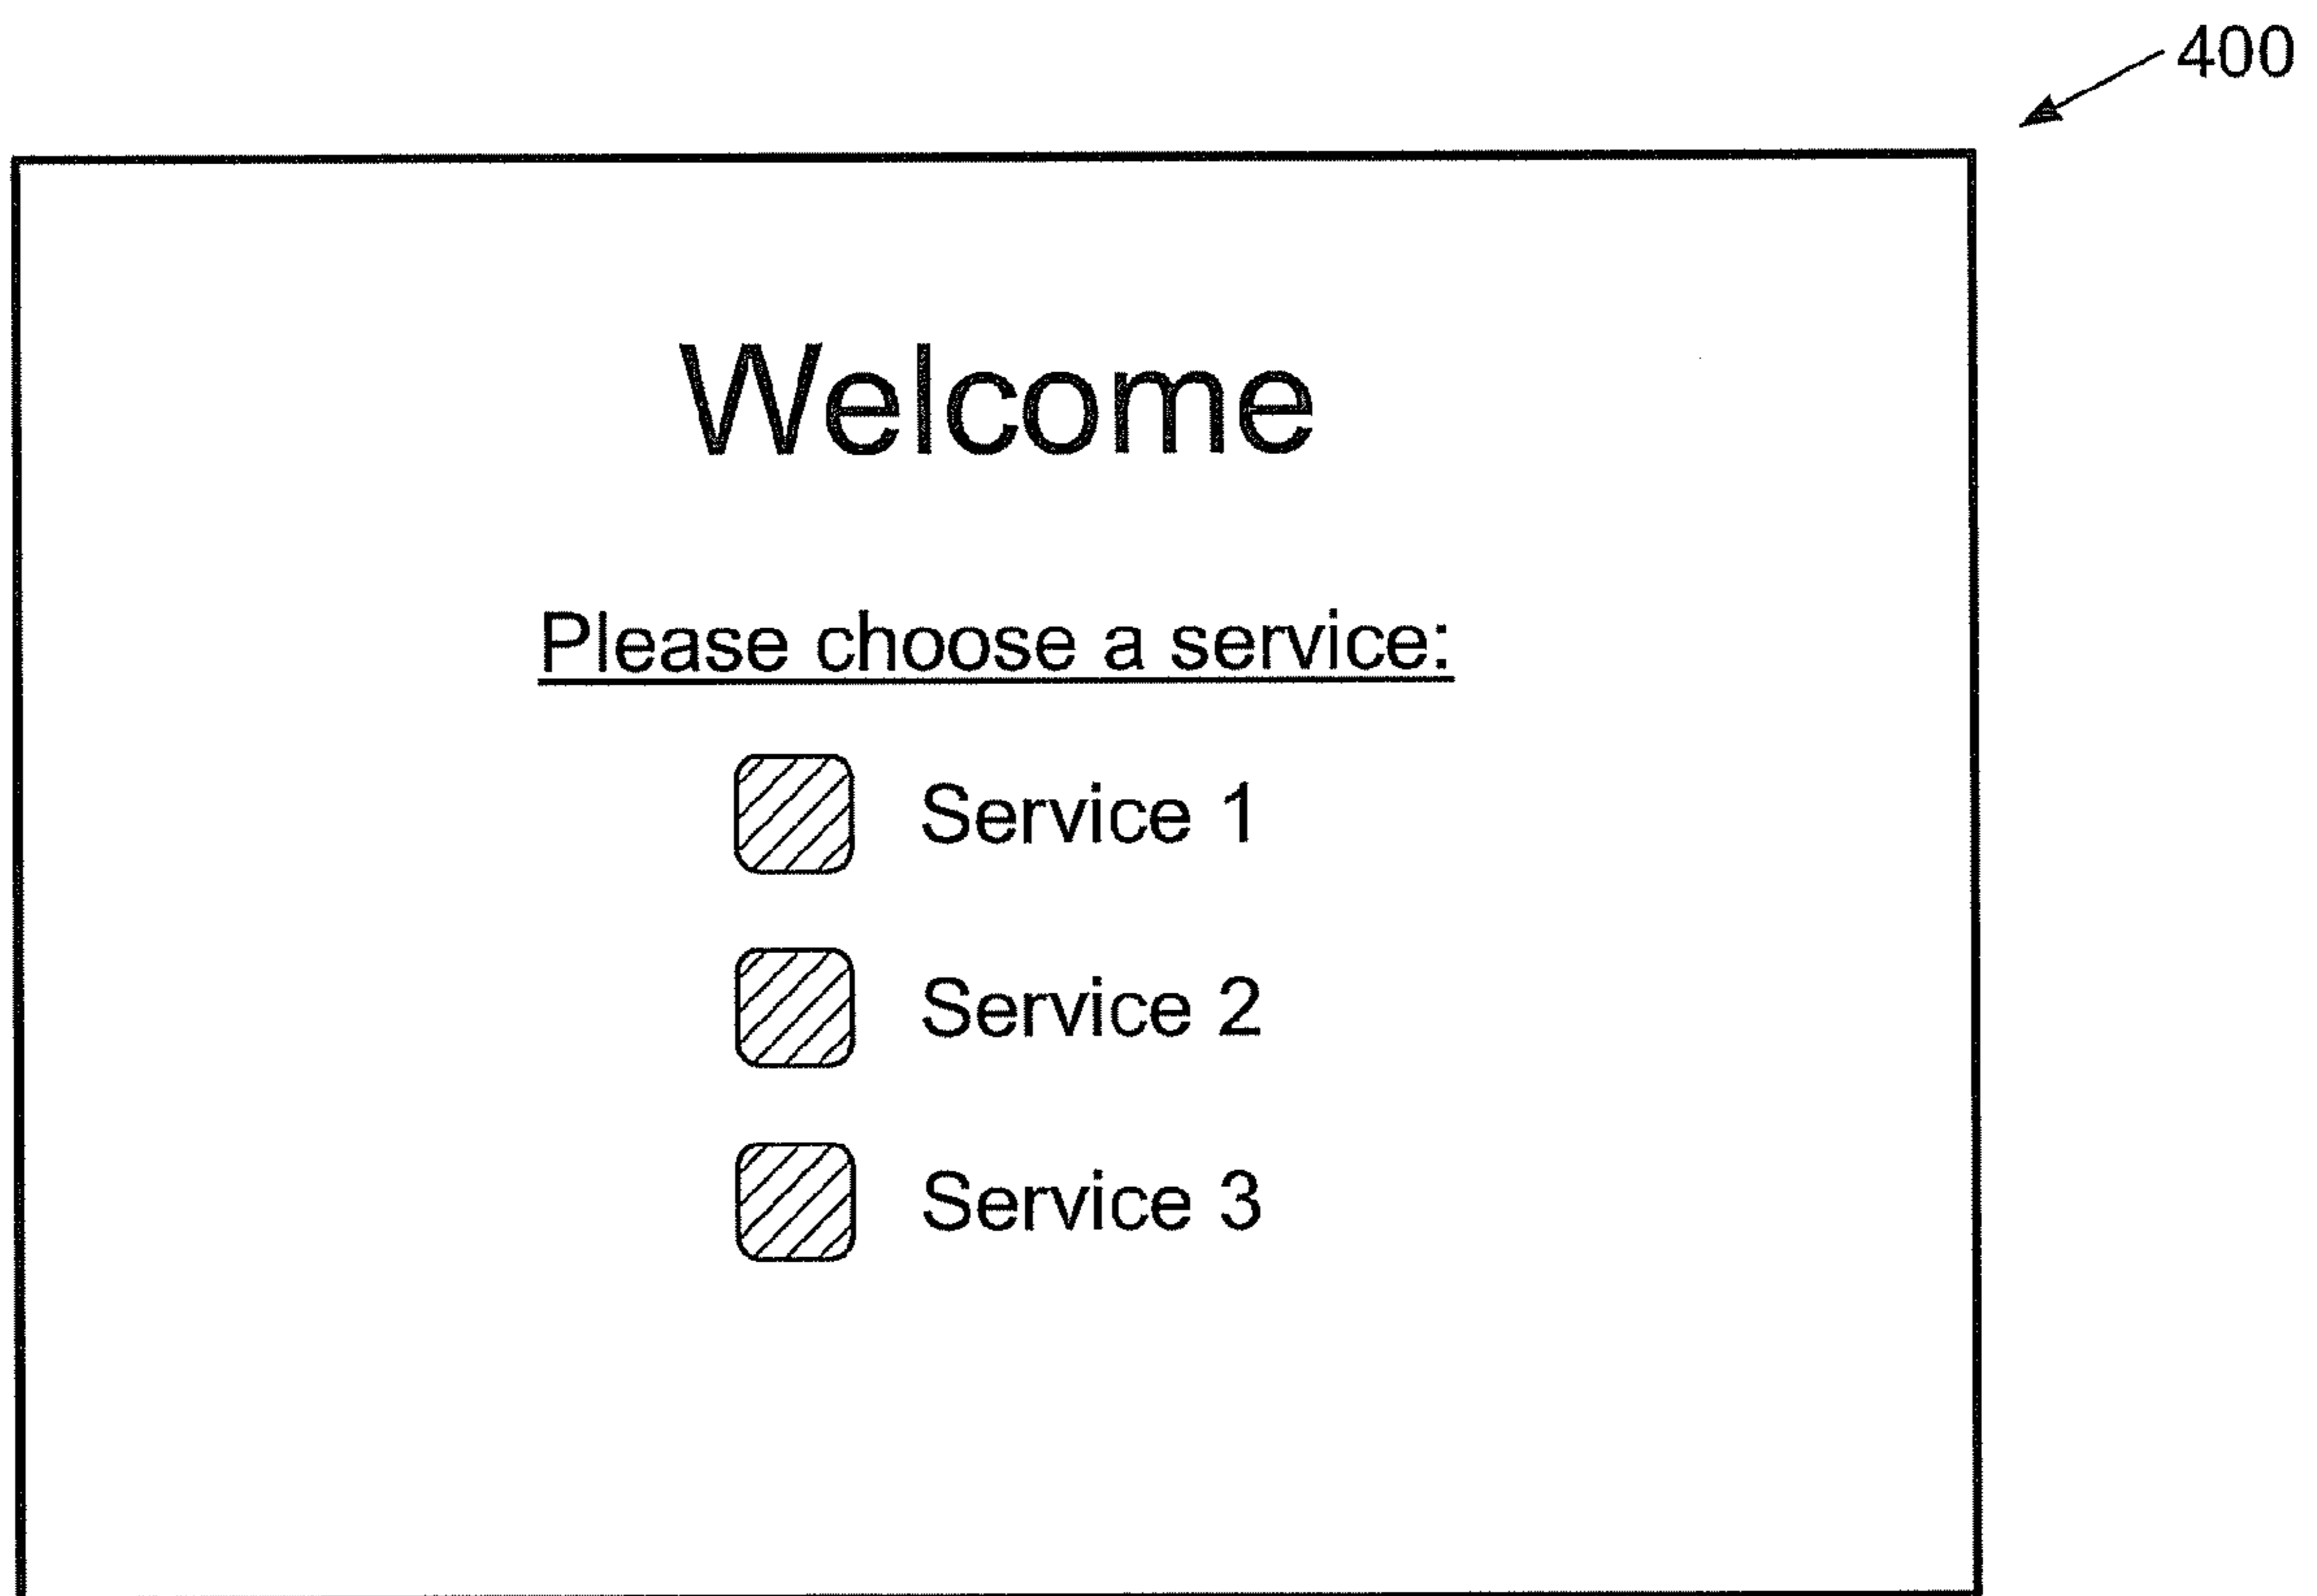 400
Welcome
Please choose a service:
Service 1
Service 2
Service 3